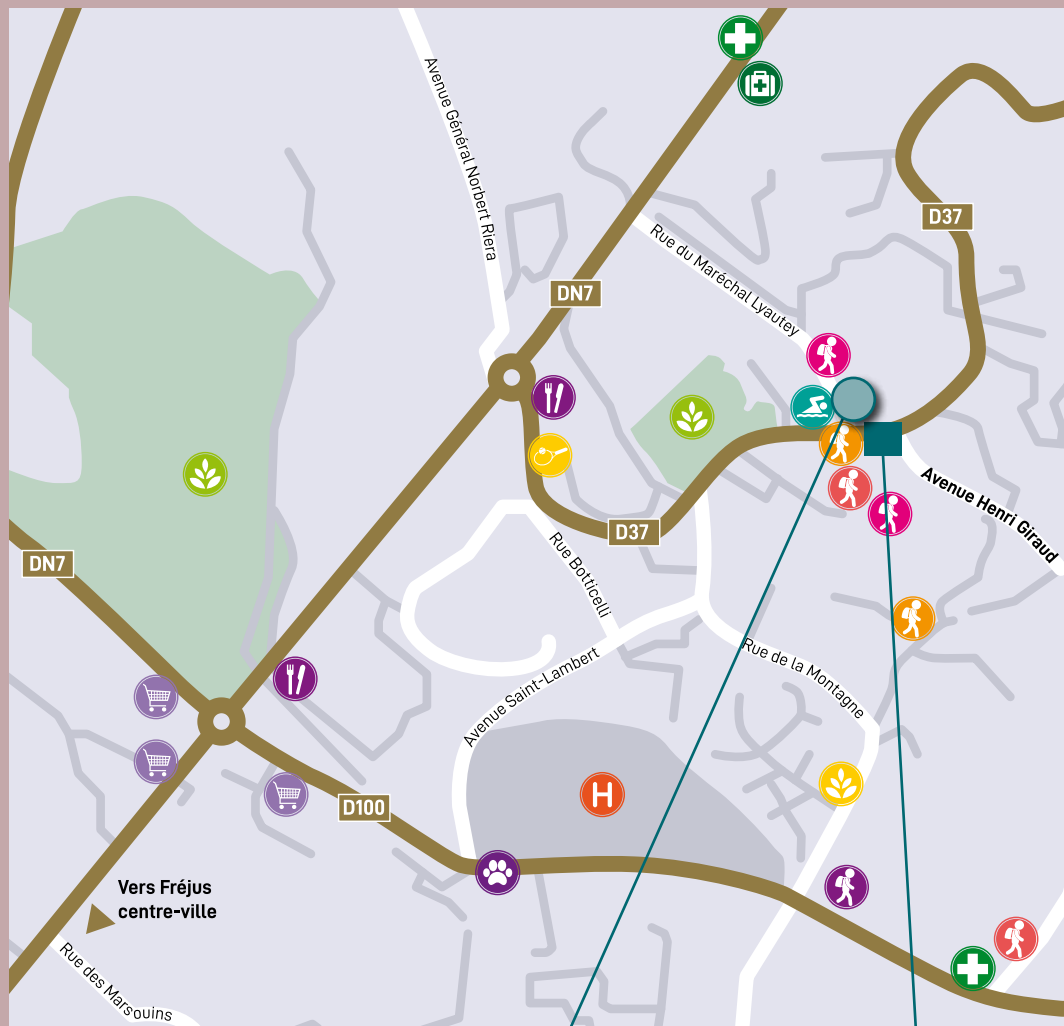 Avenue Général Norbert Riera
D37
Rue du Maréchal Lyautey
DN7
Avenue Henri Giraud
D37
DN7
Rue Botticelli
Avenue Saint-Lambert
Rue de la Montagne
H
D100
Vers Fréjus
centre-ville
Rue des Marsouins